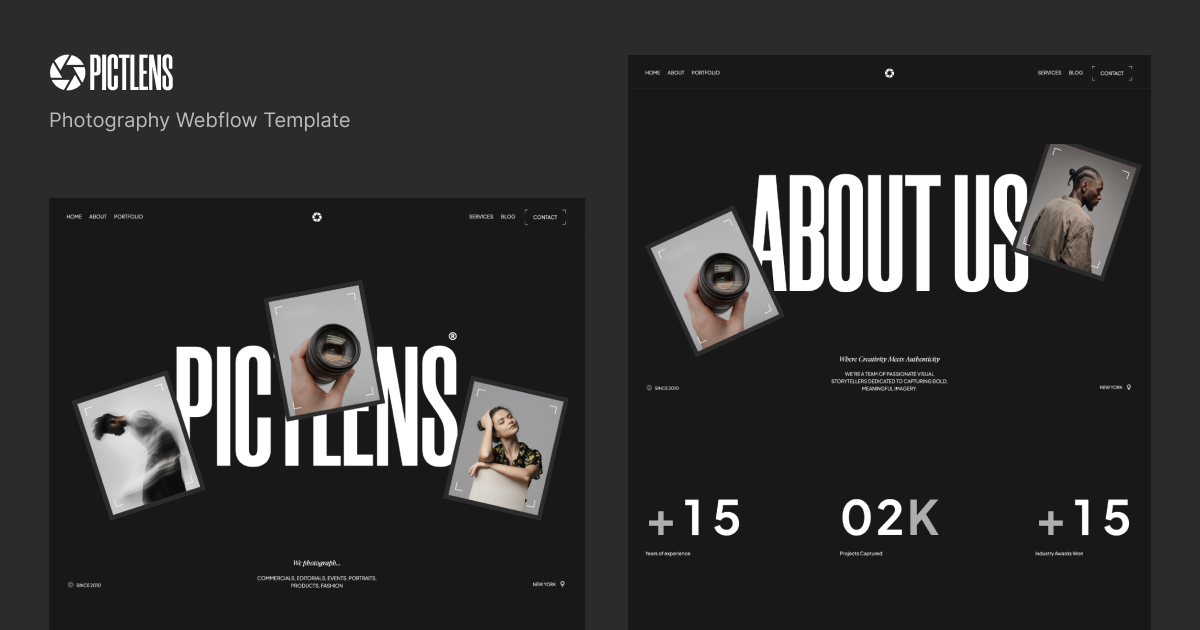 PICTLENS
Photography Webflow Template
HOME ABOUT PORTFOLIO SERVICES BLOG CONTACT
PICTLENS®
We photograph...
COMMERCIALS, EDITORIALS, EVENTS, PORTRAITS,
PRODUCTS, FASHION
© SINCE 2010
NEW YORK
HOME ABOUT PORTFOLIO SERVICES BLOG CONTACT
ABOUT US
Where Creativity Meets Authenticity
WE'RE A TEAM OF PASSIONATE VISUAL
STORYTELLERS DEDICATED TO CAPTURING BOLD,
MEANINGFUL IMAGERY.
© SINCE 2010
NEW YORK
+15
Years of experience
02K
Projects Captured
+15
Industry Awards Won